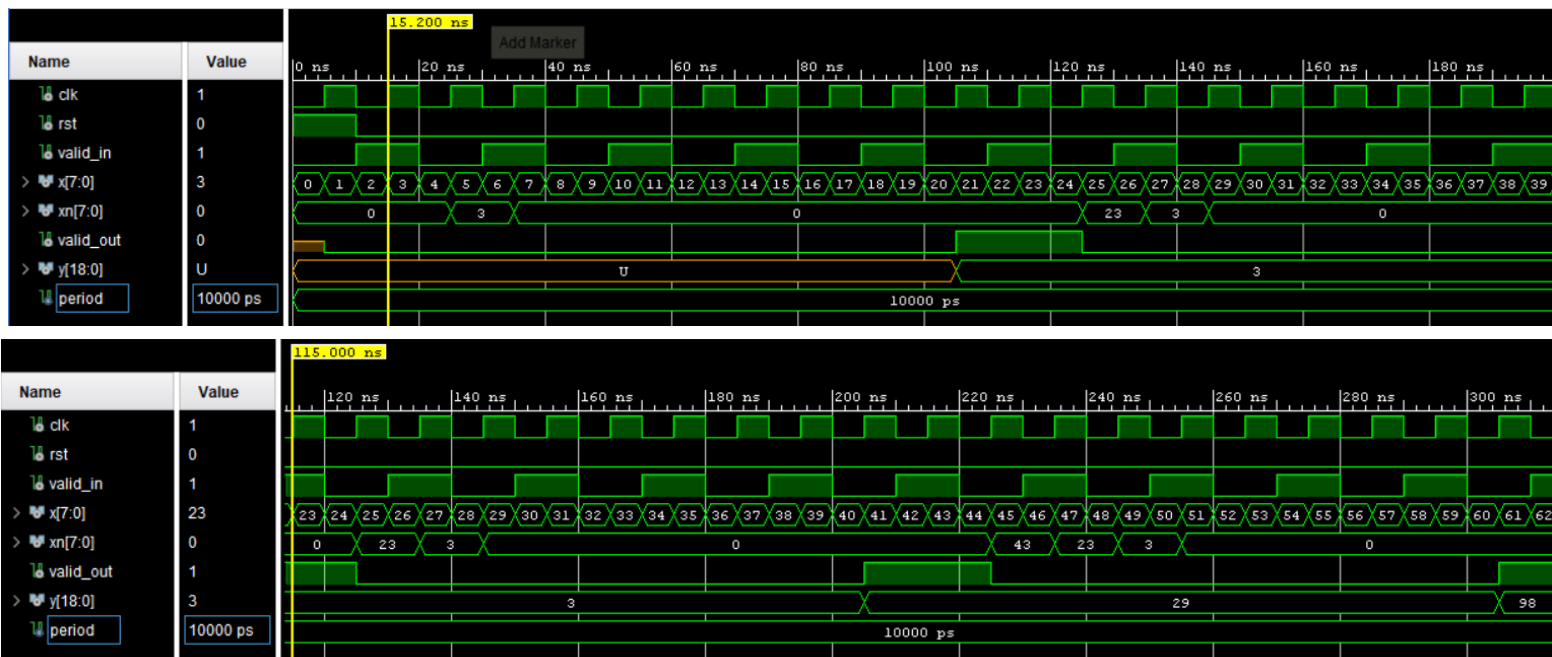 15.200 ns
Add Marker
Name Value 0 ns 20 ns 40 ns 60 ns 80 ns 100 ns 120 ns 140 ns 160 ns 180 ns
clk 1
rst 0
valid_in 1
> x[7:0] 3 0 1 2 3 4 5 6 7 8 9 10 11 12 13 14 15 16 17 18 19 20 21 22 23 24 25 26 27 28 29 30 31 32 33 34 35 36 37 38 39
> xn[7:0] 0 0 3 0 23 3 0
valid_out 0
> y[18:0] U U 3
period 10000 ps 10000 ps
115.000 ns
Name Value 120 ns 140 ns 160 ns 180 ns 200 ns 220 ns 240 ns 260 ns 280 ns 300 ns
clk 1
rst 0
valid_in 1
> x[7:0] 23 23 24 25 26 27 28 29 30 31 32 33 34 35 36 37 38 39 40 41 42 43 44 45 46 47 48 49 50 51 52 53 54 55 56 57 58 59 60 61 62
> xn[7:0] 0 0 23 3 0 43 23 3 0
valid_out 1
> y[18:0] 3 3 29 98
period 10000 ps 10000 ps